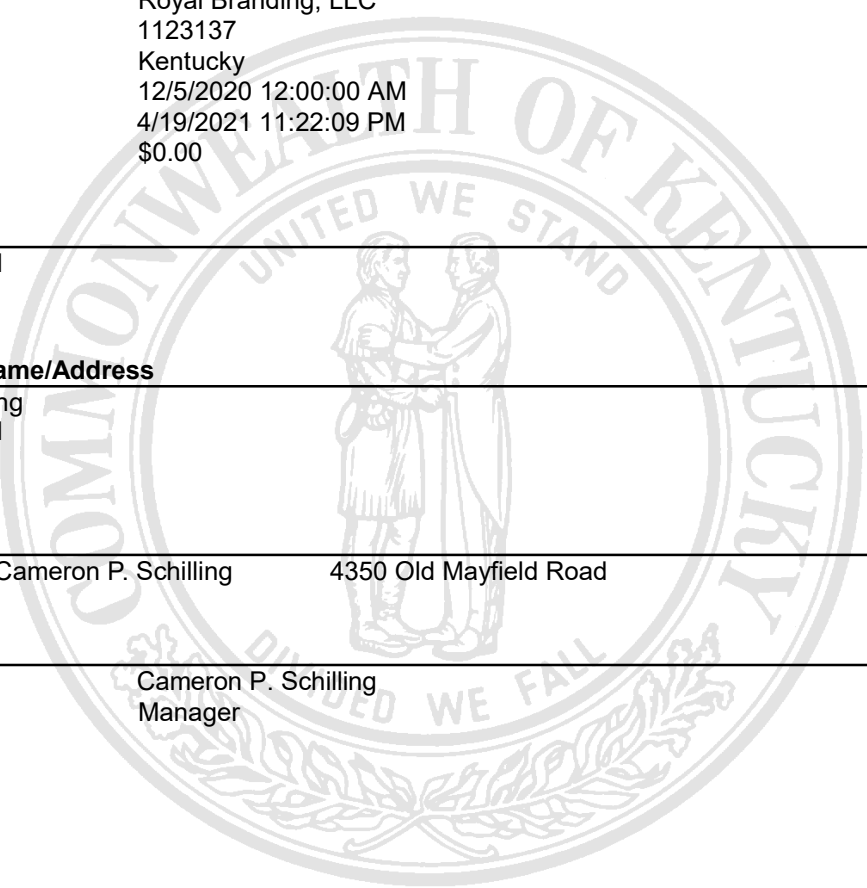 Royal Branding, LLC
1123137
Kentucky
12/5/2020 12:00:00 AM
4/19/2021 11:22:09 PM
$0.00
ame/Address
ng
Cameron P. Schilling 4350 Old Mayfield Road
Cameron P. Schilling
Manager
COMMONWEALTH OF KENTUCKY
UNITED WE STAND
DIVIDED WE FALL